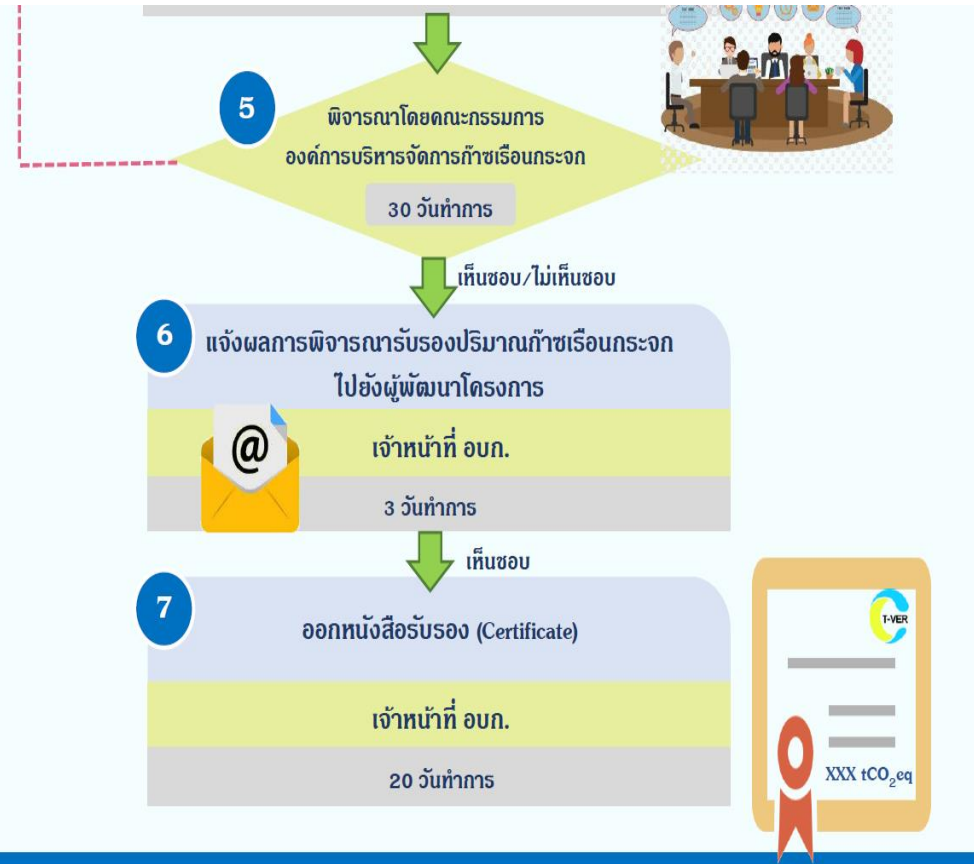 5
พิจารณาโดยคณะกรรมการ
องค์การบริหารจัดการก๊าซเรือนกระจก
30 วันทำการ
เห็นชอบ/ไม่เห็นชอบ
6
แจ้งผลการพิจารณารับรองปริมาณก๊าซเรือนกระจก
ไปยังผู้พัฒนาโครงการ
@
เจ้าหน้าที่ อบก.
3 วันทำการ
เห็นชอบ
7
ออกหนังสือรับรอง (Certificate)
T-VER
เจ้าหน้าที่ อบก.
XXX tCO₂eq
20 วันทำการ